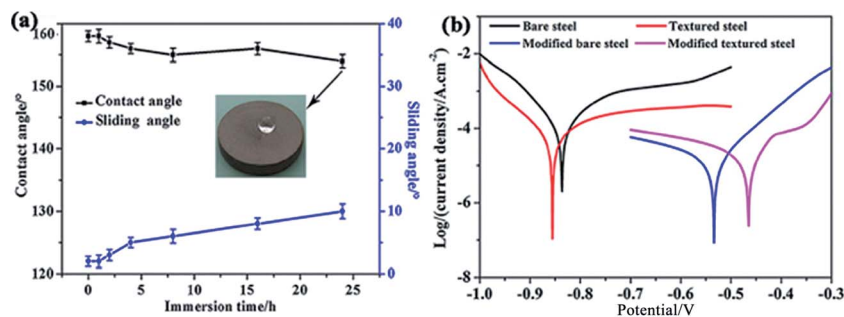 (a)
160
150
140
130
120
Contact angle/°
Contact angle
Sliding angle
40
30
20
10
0
Sliding angle/°
0
5
10
15
20
25
Immersion time/h
(b)
Bare steel
Textured steel
Modified bare steel
Modified textured steel
-2
-4
-6
-8
Log/(current density/A.cm-2)
-1.0
-0.9
-0.8
-0.7
-0.6
-0.5
-0.4
-0.3
Potential/V